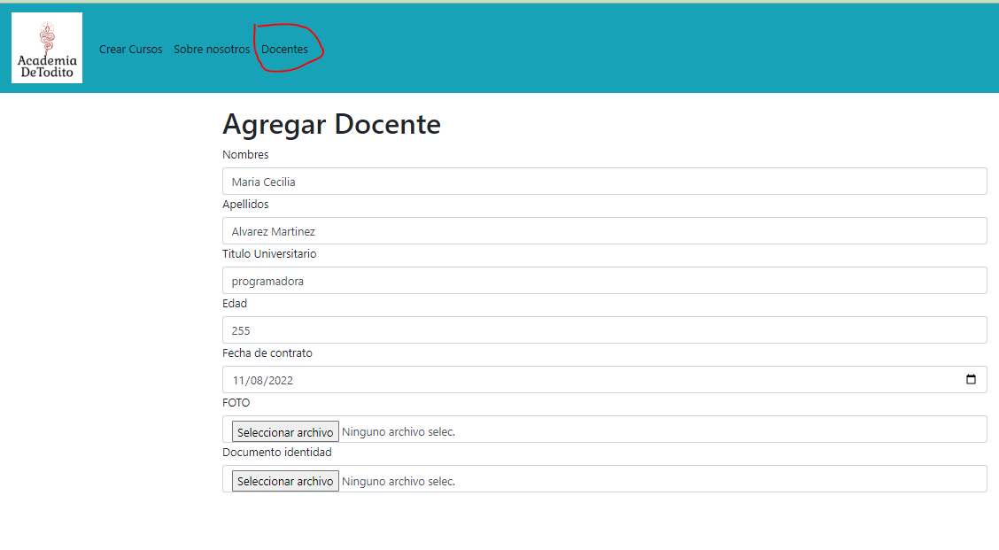 Academia
DeTodito
Crear Cursos Sobre nosotros Docentes
Agregar Docente
Nombres
Maria Cecilia
Apellidos
Alvarez Martinez
Titulo Universitario
programadora
Edad
255
Fecha de contrato
11/08/2022
FOTO
Seleccionar archivo Ninguno archivo selec.
Documento identidad
Seleccionar archivo Ninguno archivo selec.